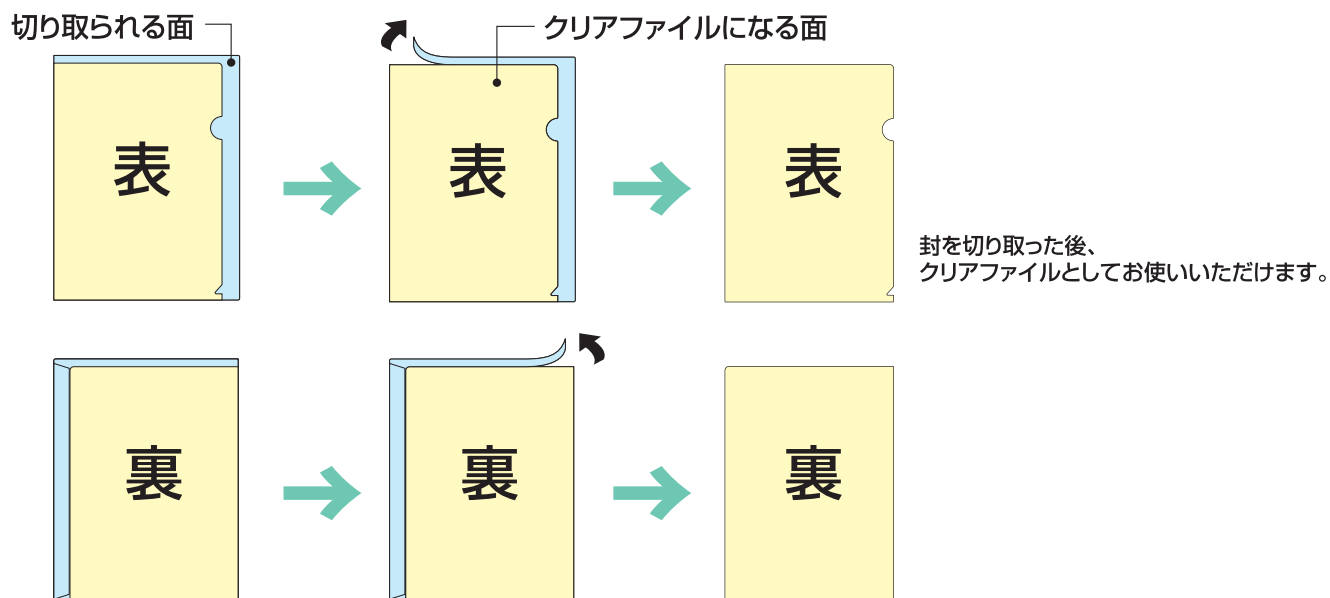 切り取られる面
クリアファイルになる面
表
表
表
封を切り取った後、
クリアファイルとしてお使いいただけます。
裏
裏
裏